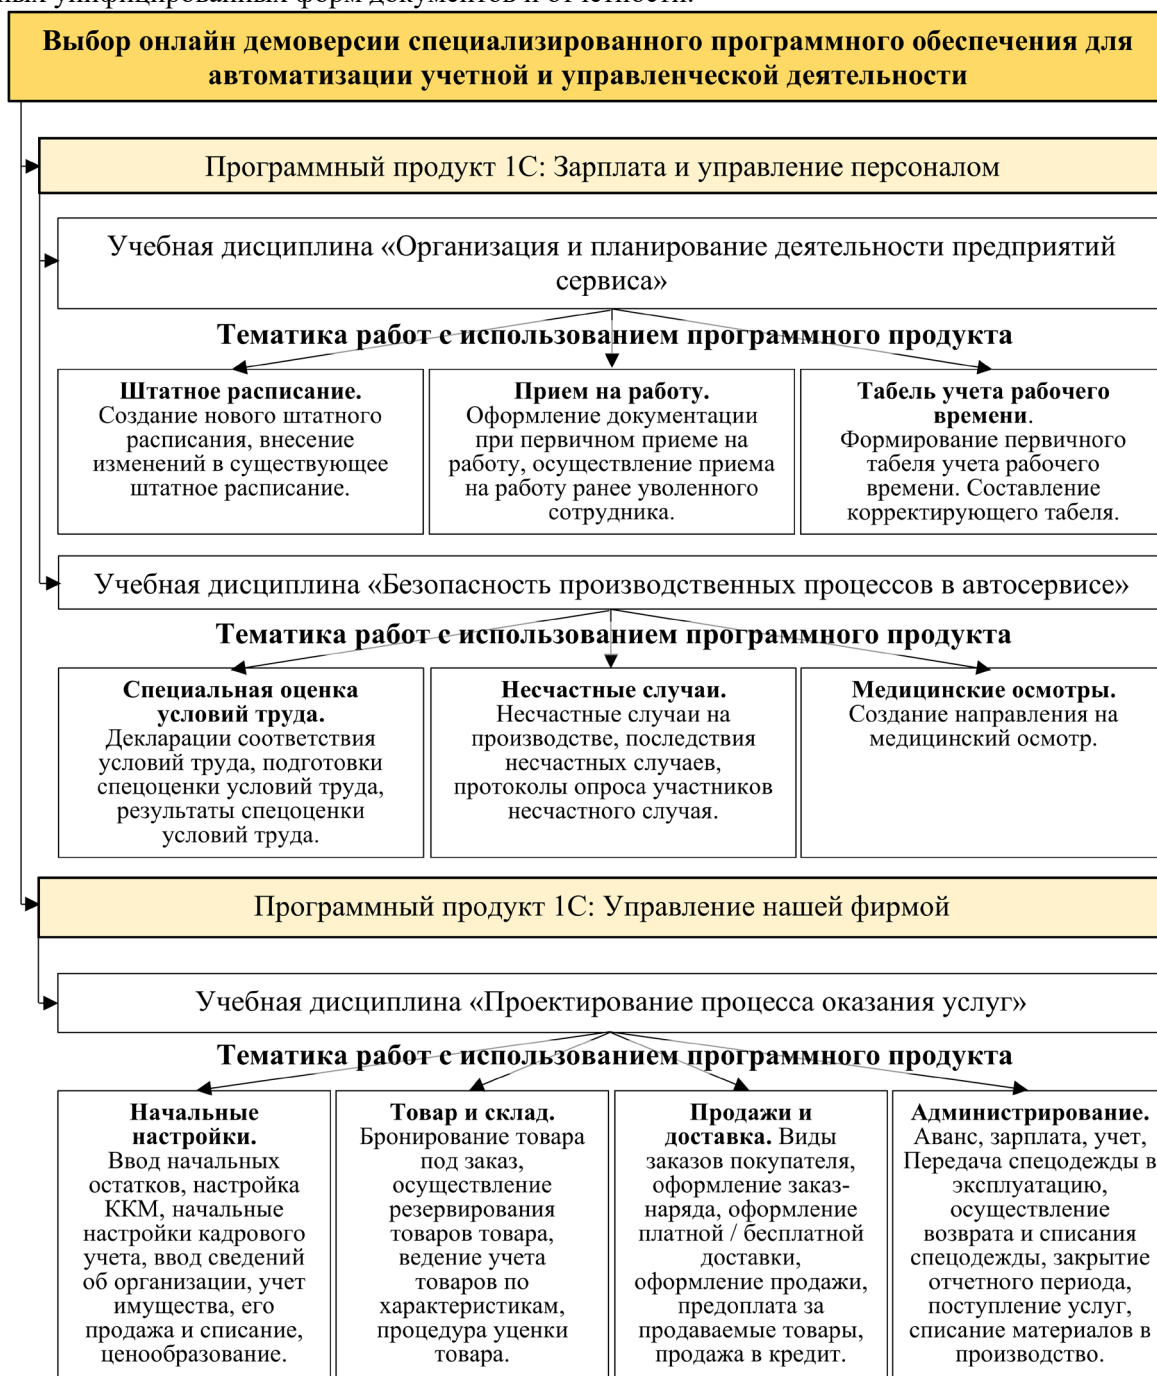 ных унифицированных форм документов и отчетности.
Выбор онлайн демоверсии специализированного программного обеспечения для
автоматизации учетной и управленческой деятельности
Программный продукт 1С: Зарплата и управление персоналом
Учебная дисциплина «Организация и планирование деятельности предприятий
сервиса»
Тематика работ с использованием программного продукта
Штатное расписание.
Создание нового штатного
расписания, внесение
изменений в существующее
штатное расписание.
Прием на работу.
Оформление документации
при первичном приеме на
работу, осуществление приема
на работу ранее уволенного
сотрудника.
Табель учета рабочего
времени.
Формирование первичного
табеля учета рабочего
времени. Составление
корректирующего табеля.
Учебная дисциплина «Безопасность производственных процессов в автосервисе»
Тематика работ с использованием программного продукта
Специальная оценка
условий труда.
Декларации соответствия
условий труда, подготовки
спецоценки условий труда,
результаты спецоценки
условий труда.
Несчастные случаи.
Несчастные случаи на
производстве, последствия
несчастных случаев,
протоколы опроса участников
несчастного случая.
Медицинские осмотры.
Создание направления на
медицинский осмотр.
Программный продукт 1С: Управление нашей фирмой
Учебная дисциплина «Проектирование процесса оказания услуг»
Тематика работ с использованием программного продукта
Начальные
настройки.
Ввод начальных
остатков, настройка
ККМ, начальные
настройки кадрового
учета, ввод сведений
об организации, учет
имущества, его
продажа и списание,
ценообразование.
Товар и склад.
Бронирование товара
под заказ,
осуществление
резервирования
товаров товара,
ведение учета
товаров по
характеристикам,
процедура уценки
товара.
Продажи и
доставка. Виды
заказов покупателя,
оформление заказ-
наряда, оформление
платной / бесплатной
доставки,
оформление продажи,
предоплата за
продаваемые товары,
продажа в кредит.
Администрирование.
Аванс, зарплата, учет,
Передача спецодежды в
эксплуатацию,
осуществление
возврата и списания
спецодежды, закрытие
отчетного периода,
поступление услуг,
списание материалов в
производство.